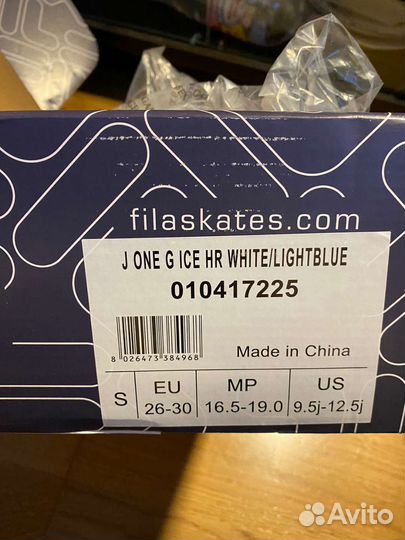 filaskates.com
J ONE G ICE HR WHITE/LIGHTBLUE
010417225
8 026473 384968
Made in China
S EU MP US
26-30 16.5-19.0 9.5j-12.5j
Avito